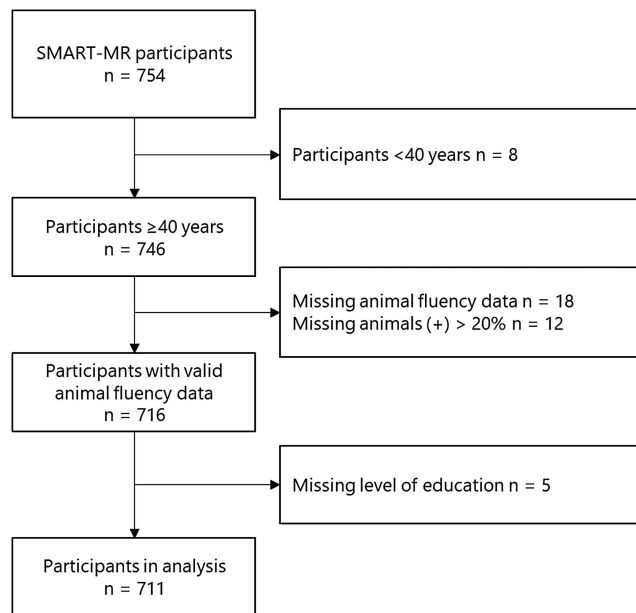 SMART-MR participants
n = 754
Participants <40 years n = 8
Participants ≥40 years
n = 746
Missing animal fluency data n = 18
Missing animals (+) > 20% n = 12
Participants with valid
animal fluency data
n = 716
Missing level of education n = 5
Participants in analysis
n = 711